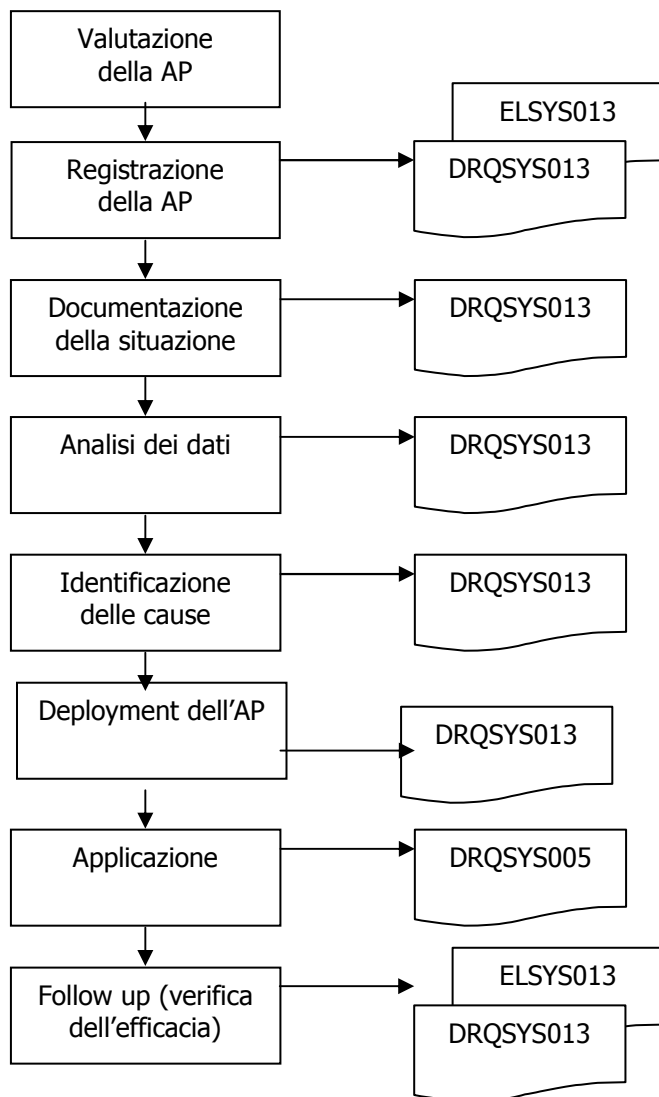 Valutazione
della AP
ELSYS013
Registrazione
della AP
DRQSYS013
Documentazione
della situazione
DRQSYS013
Analisi dei dati
DRQSYS013
Identificazione
delle cause
DRQSYS013
Deployment dell’AP
DRQSYS013
Applicazione
DRQSYS005
Follow up (verifica
dell’efficacia)
ELSYS013
DRQSYS013